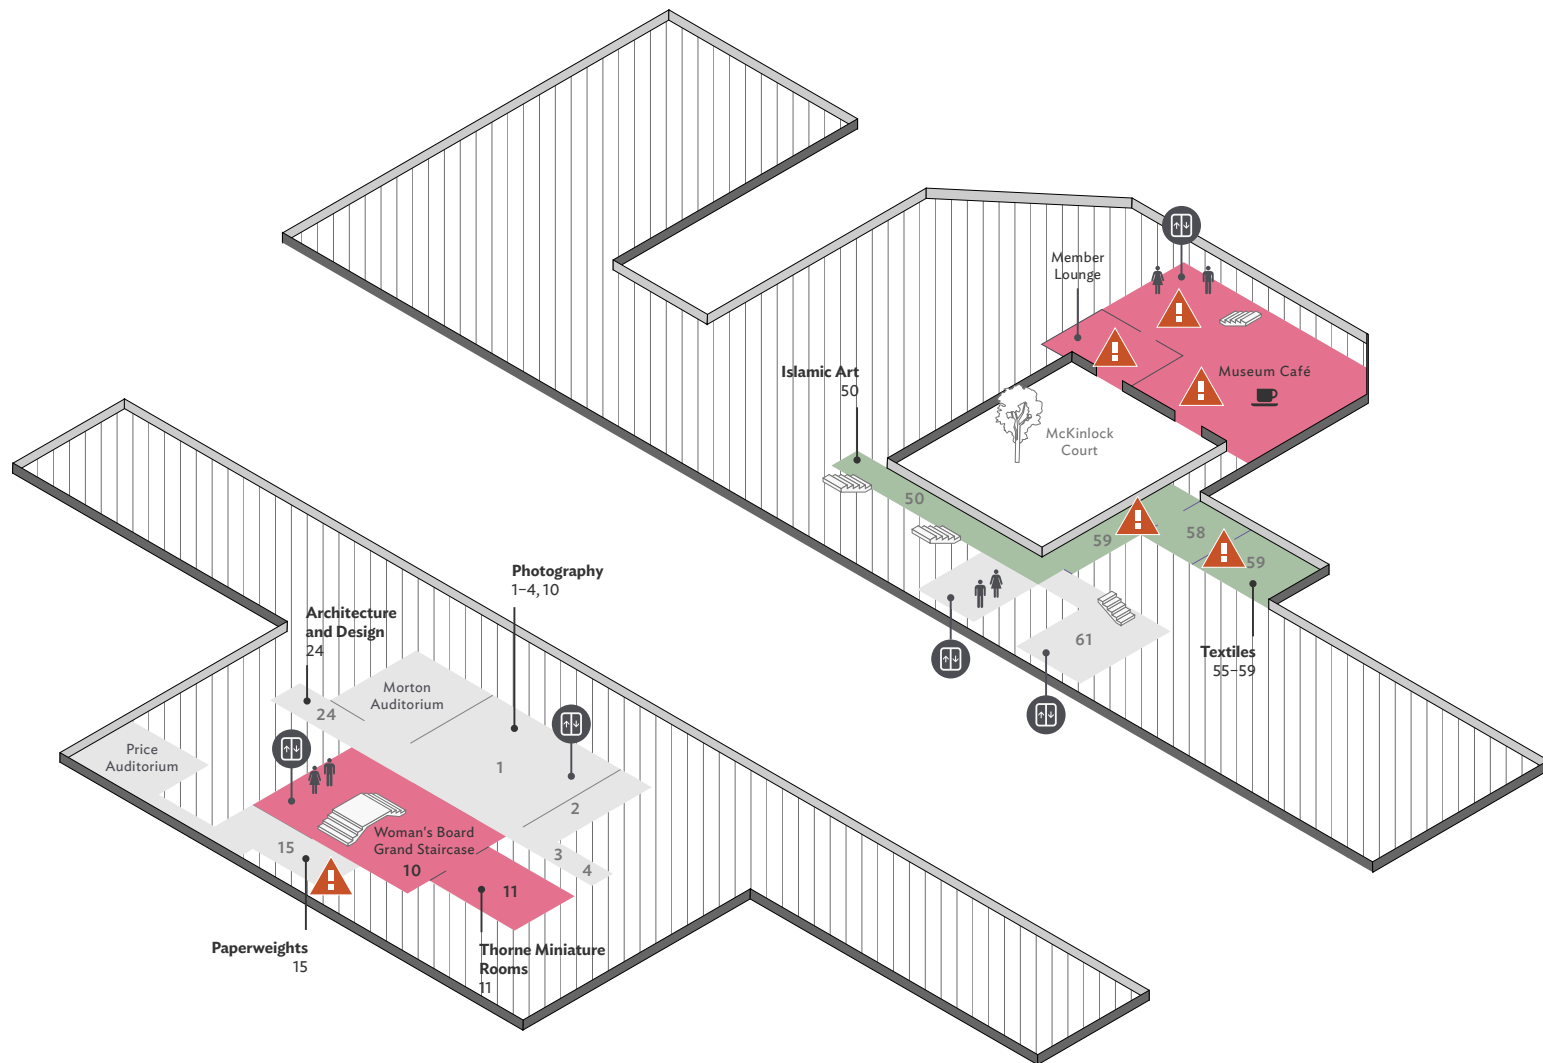 Member
Lounge
Museum Café
Islamic Art
50
McKinlock
Court
50
59
58
59
61
Textiles
55–59
Photography
1–4, 10
Architecture
and Design
24
Morton
Auditorium
24
Price
Auditorium
1
2
3
4
Woman's Board
Grand Staircase
10
15
11
Paperweights
15
Thorne Miniature
Rooms
11